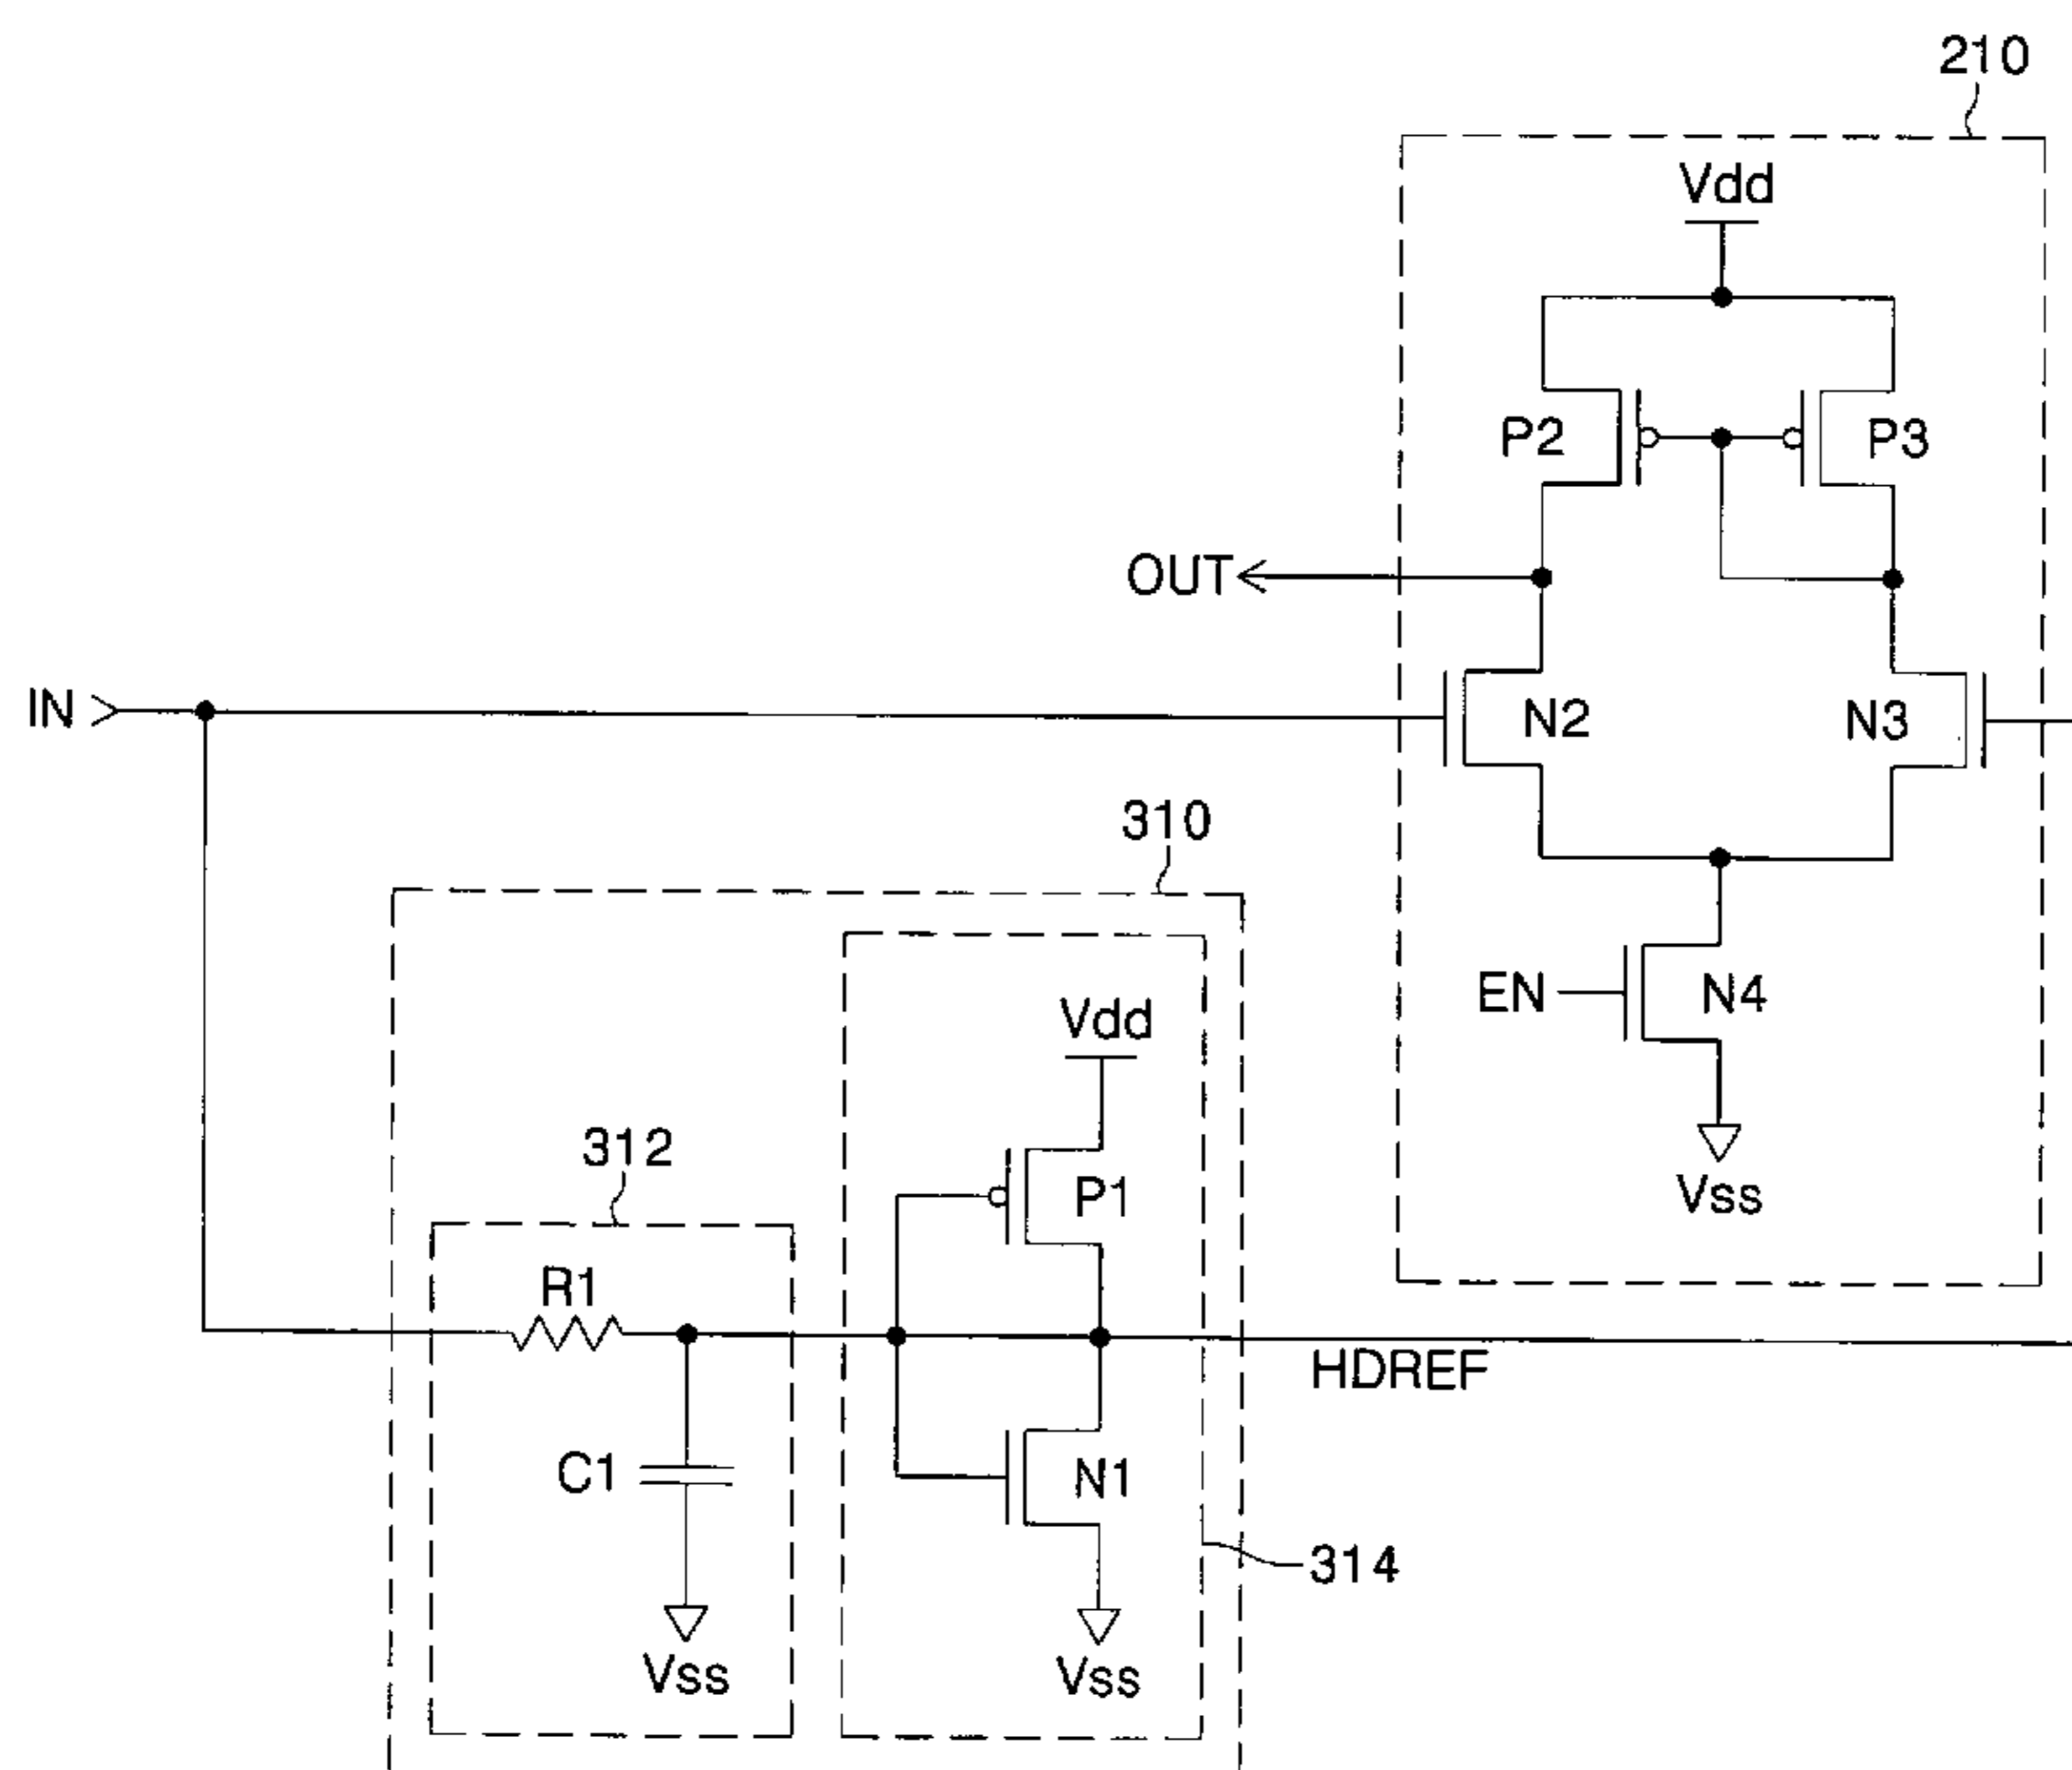 210
Vdd
P2
P3
OUT
IN
N2
N3
310
EN
N4
Vdd
312
P1
Vss
R1
HDREF
C1
N1
314
Vss
Vss